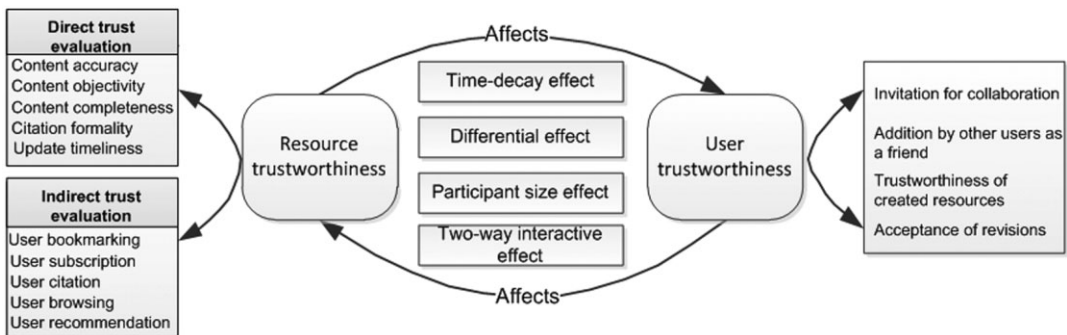 Direct trust
evaluation
Content accuracy
Content objectivity
Content completeness
Citation formality
Update timeliness
Indirect trust
evaluation
User bookmarking
User subscription
User citation
User browsing
User recommendation
Resource
trustworthiness
Affects
Time-decay effect
Differential effect
Participant size effect
Two-way interactive
effect
Affects
User
trustworthiness
Invitation for collaboration
Addition by other users as
a friend
Trustworthiness of
created resources
Acceptance of revisions